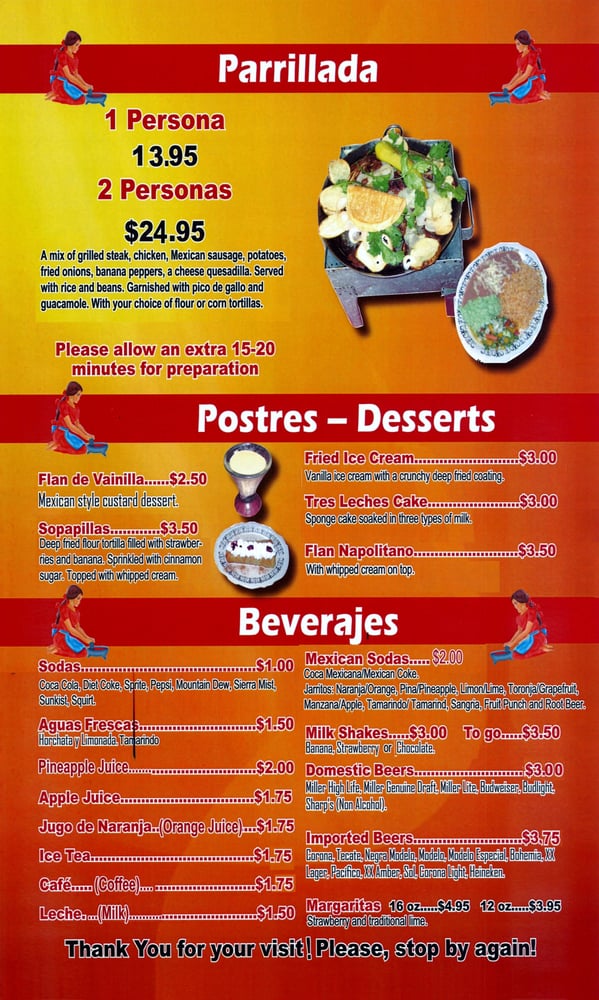 Parrillada
1 Persona
13.95
2 Personas
$24.95
A mix of grilled steak, chicken, Mexican sausage, potatoes,
fried onions, banana peppers, a cheese quesadilla. Served
with rice and beans. Garnished with pico de gallo and
guacamole. With your choice of flour or corn tortillas.
Please allow an extra 15-20
minutes for preparation
Postres – Desserts
Flan de Vainilla......$2.50
Mexican style custard dessert.
Sopapillas............$3.50
Deep fried flour tortilla filled with strawber-
ries and banana. Sprinkled with cinnamon
sugar. Topped with whipped cream.
Fried Ice Cream.........................$3.00
Vanilla ice cream with a crunchy deep fried coating.
Tres Leches Cake......................$3.00
Sponge cake soaked in three types of milk.
Flan Napolitano.........................$3.50
With whipped cream on top.
Beverajes
Sodas..........................................$1.00
Coca Cola, Diet Coke, Sprite, Pepsi, Mountain Dew, Sierra Mist,
Sunkist, Squirt.
Aguas Frescas............................$1.50
Horchata y Limonada, Tamarindo
Pineapple Juice.............................$2.00
Apple Juice.................................$1.75
Jugo de Naranja..(Orange Juice)...$1.75
Ice Tea........................................$1.75
Café......(Coffee)..........................$1.75
Leche.....(Milk)............................$1.50
Mexican Sodas..... $2.00
Coca Mexicana/Mexican Coke.
Jarritos: Naranja/Orange, Pina/Pineapple, Limon/Lime, Toronja/Grapefruit,
Manzana/Apple, Tamarindo/ Tamarind, Sangria, Fruit Punch and Root Beer.
Milk Shakes.....$3.00 To go.....$3.50
Banana, Strawberry or Chocolate.
Domestic Beers...........................$3.00
Miller High Life, Miller Genuine Draft, Miller Lite, Budweiser, Budlight,
Sharp's (Non Alcohol).
Imported Beers..........................$3.75
Corona, Tecate, Negra Modelo, Modelo, Modelo Especial, Bohemia, XX
Lager, Pacifico, XX Amber, Sol, Corona Light, Heineken.
Margaritas 16 oz.....$4.95 12 oz.....$3.95
Strawberry and traditional lime.
Thank You for your visit! Please, stop by again!